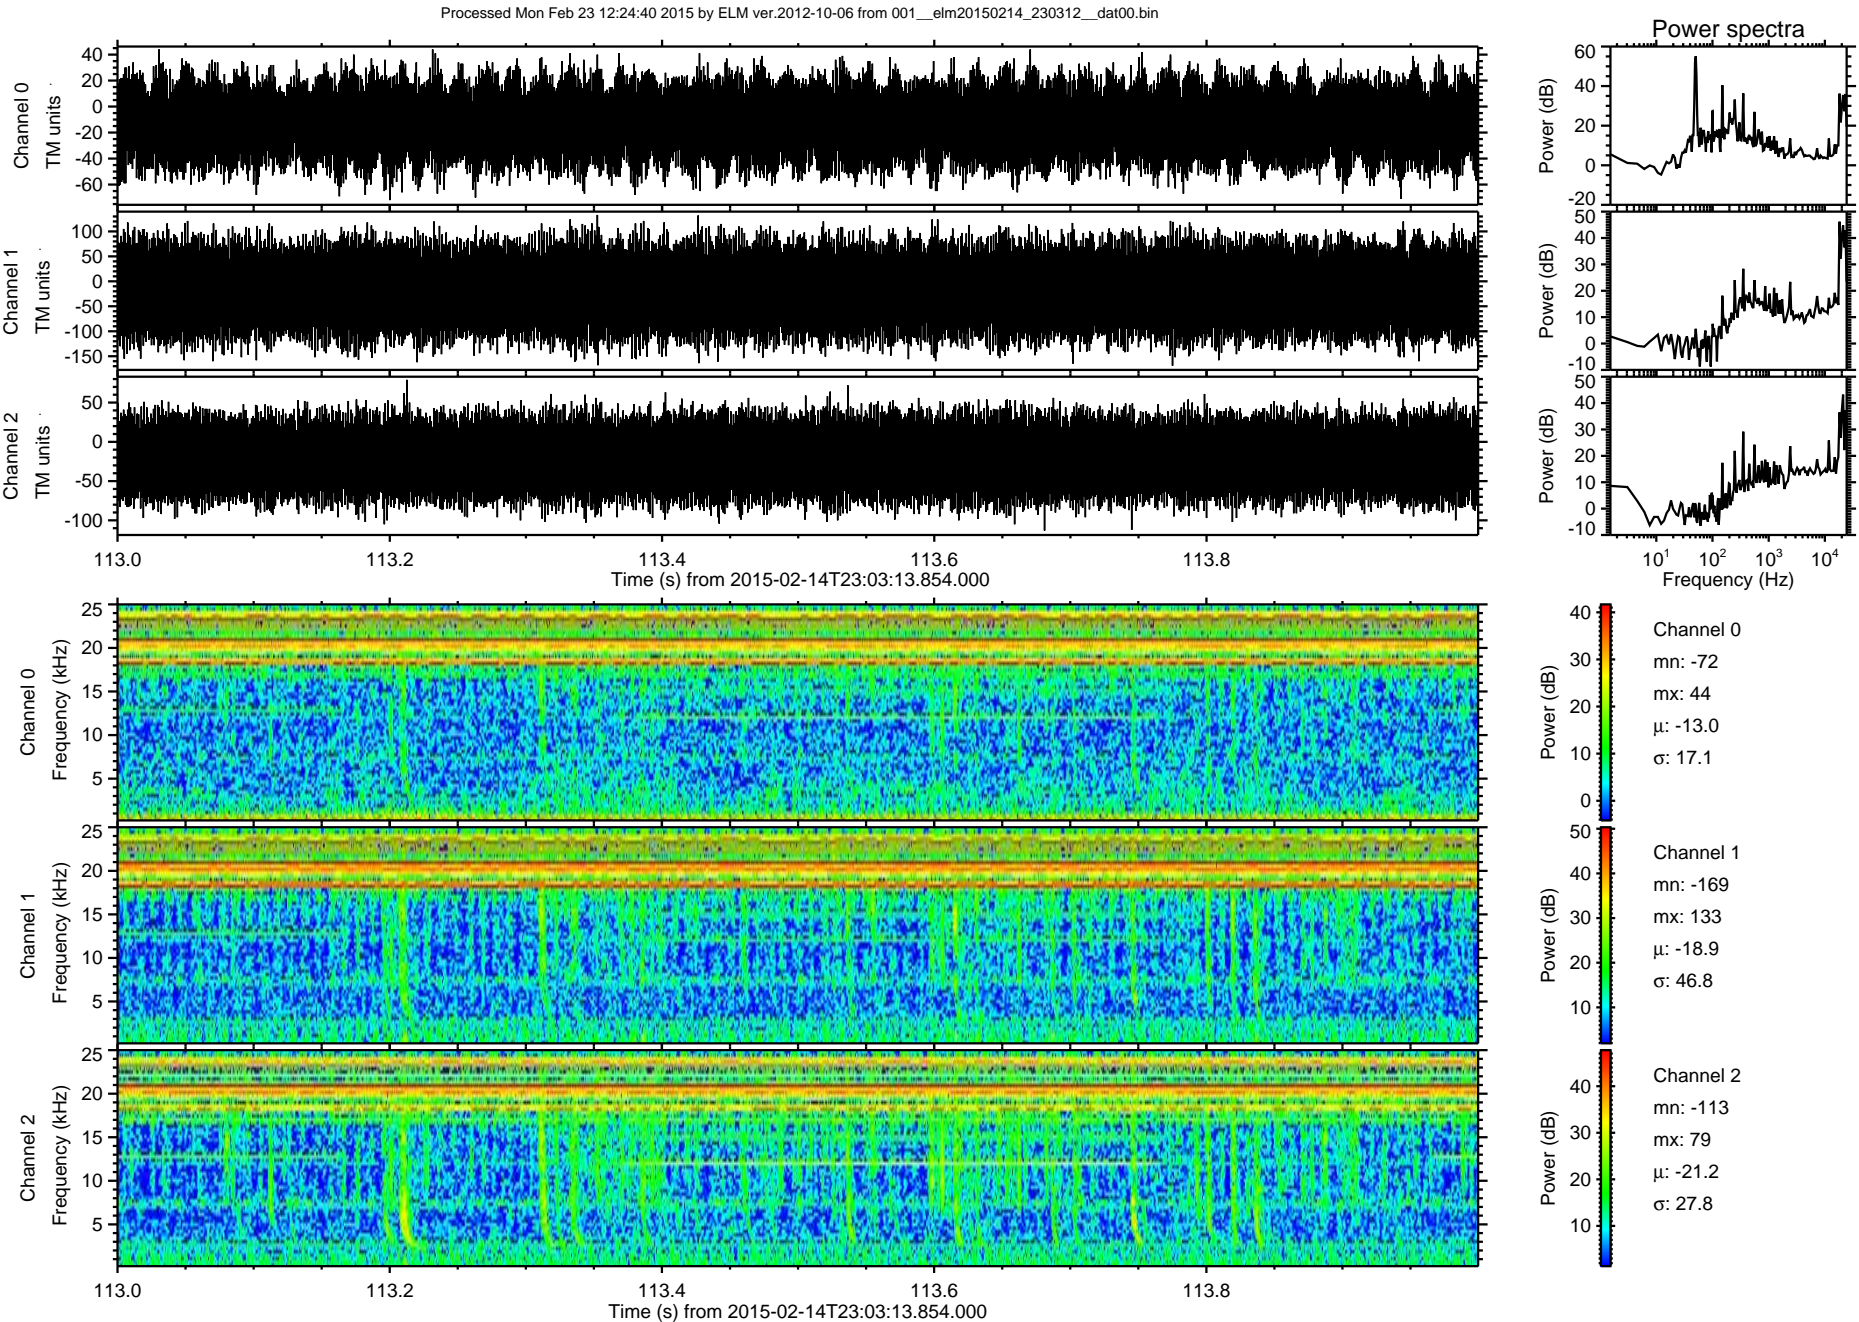 Processed Mon Feb 23 12:24:40 2015 by ELM ver.2012-10-06 from 001__elm20150214_230312__dat00.bin
Power spectra
Channel 0
TM units
40
20
0
-20
-40
-60
Power (dB)
60
40
20
0
-20
Channel 1
TM units
100
50
0
-50
-100
-150
Power (dB)
50
40
30
20
10
0
-10
Channel 2
TM units
50
0
-50
-100
Power (dB)
50
40
30
20
10
0
-10
113.0 113.2 113.4 113.6 113.8
Time (s) from 2015-02-14T23:03:13.854.000
10¹ 10² 10³ 10⁴
Frequency (Hz)
Channel 0
Frequency (kHz)
25
20
15
10
5
Power (dB)
40
30
20
10
0
Channel 0
mn: -72
mx: 44
μ: -13.0
σ: 17.1
Channel 1
Frequency (kHz)
25
20
15
10
5
Power (dB)
50
40
30
20
10
Channel 1
mn: -169
mx: 133
μ: -18.9
σ: 46.8
Channel 2
Frequency (kHz)
25
20
15
10
5
Power (dB)
40
30
20
10
Channel 2
mn: -113
mx: 79
μ: -21.2
σ: 27.8
113.0 113.2 113.4 113.6 113.8
Time (s) from 2015-02-14T23:03:13.854.000